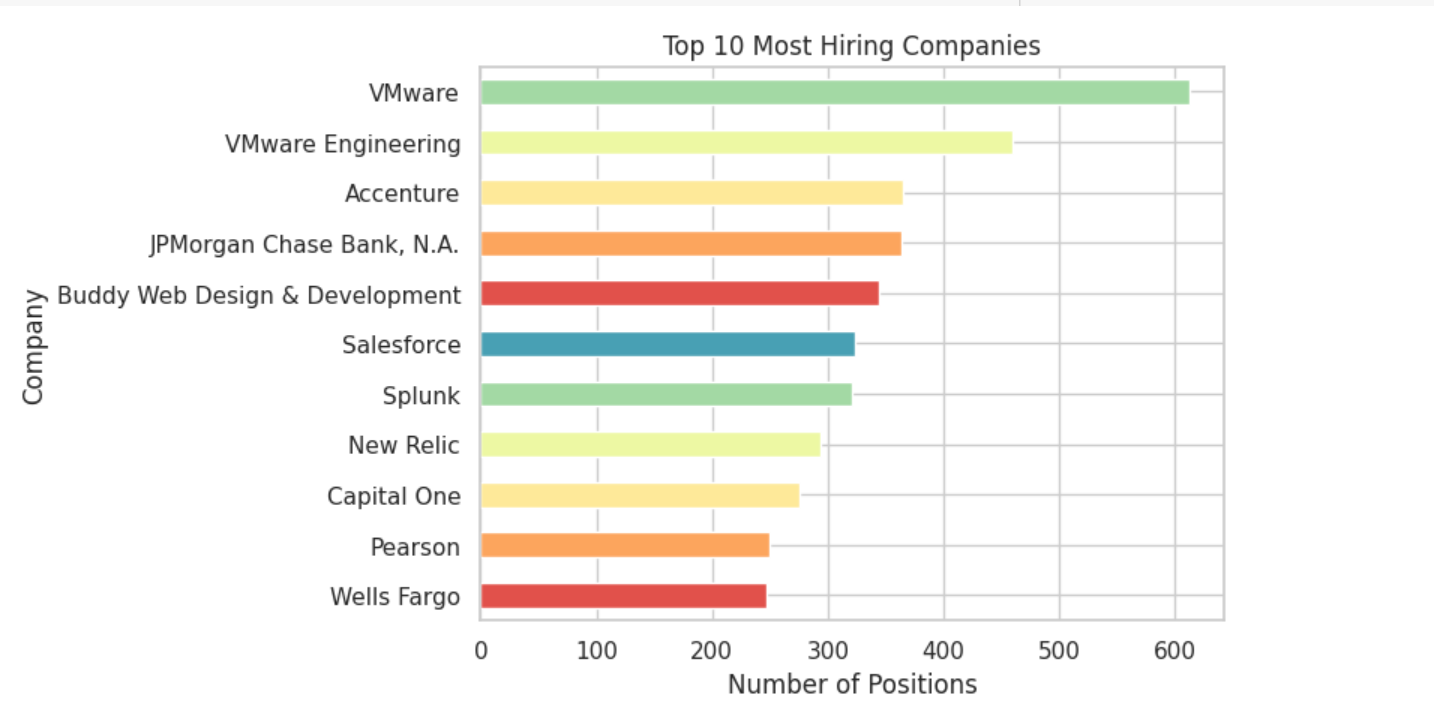 Top 10 Most Hiring Companies
VMware
VMware Engineering
Accenture
JPMorgan Chase Bank, N.A.
Buddy Web Design & Development
Salesforce
Splunk
New Relic
Capital One
Pearson
Wells Fargo
Company
0 100 200 300 400 500 600
Number of Positions